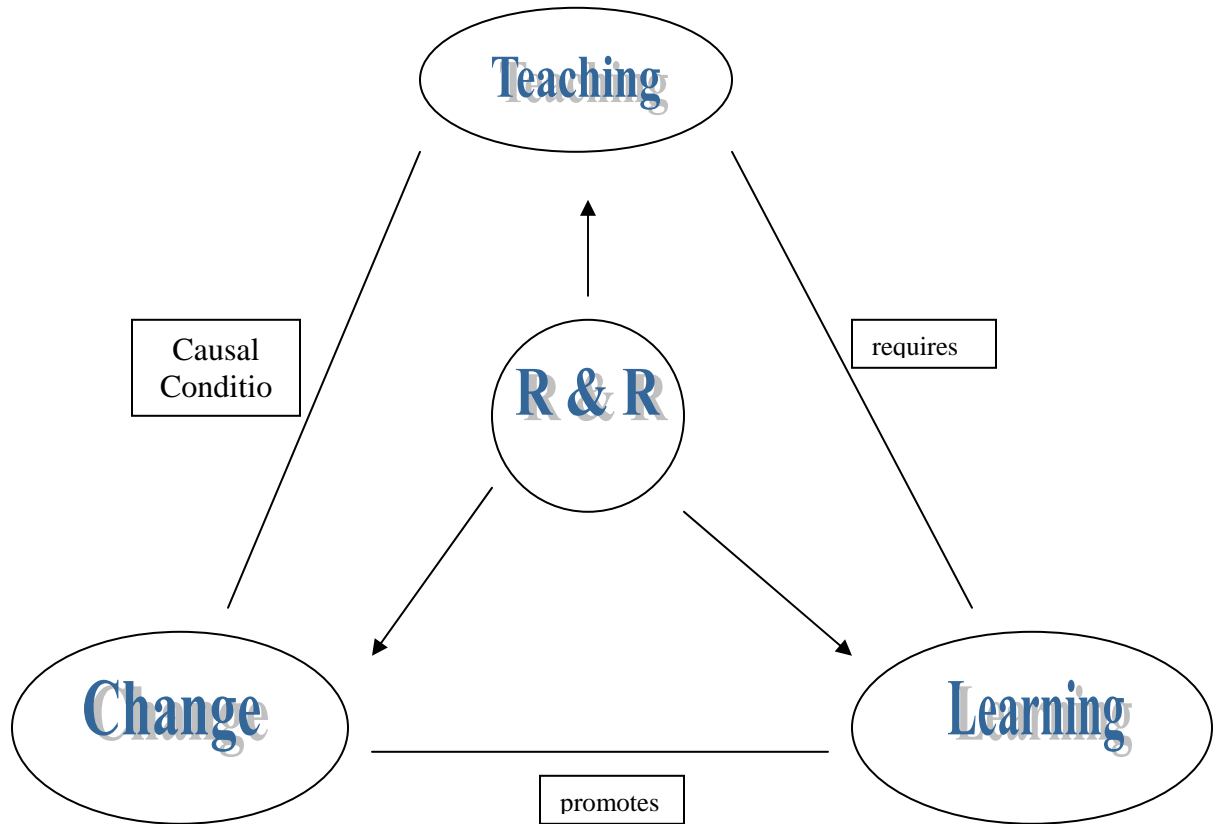 Teaching
Causal
Conditio
requires
R & R
Change
Learning
promotes